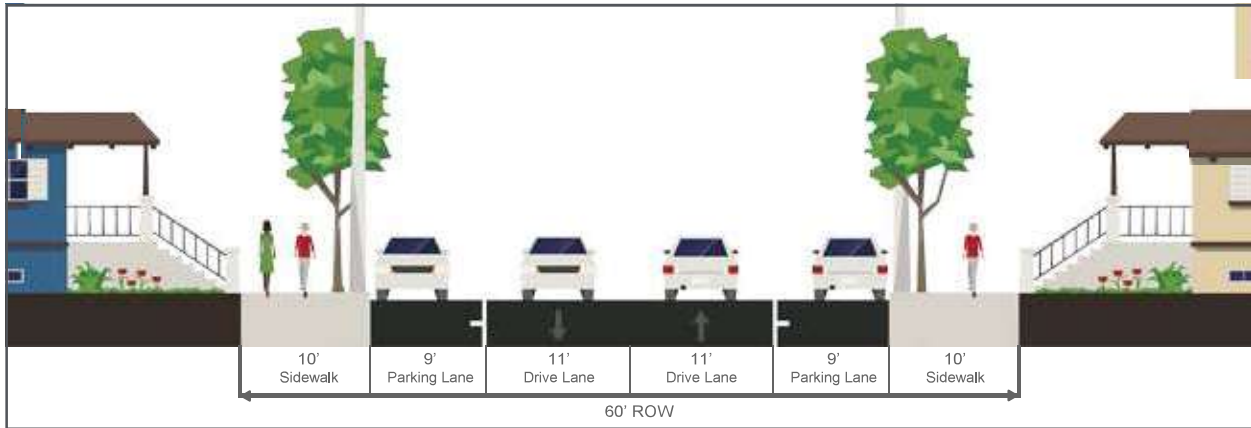 10’ 9’ 11’ 11’ 9’ 10’
Sidewalk Parking Lane Drive Lane Drive Lane Parking Lane Sidewalk
60’ ROW